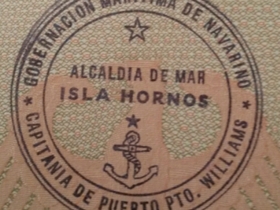 GOBERNACION MARITIMA DE NAVARINO
ALCALDIA DE MAR
ISLA HORNOS
CAPITANIA DE PUERTO PTO. WILLIAMS